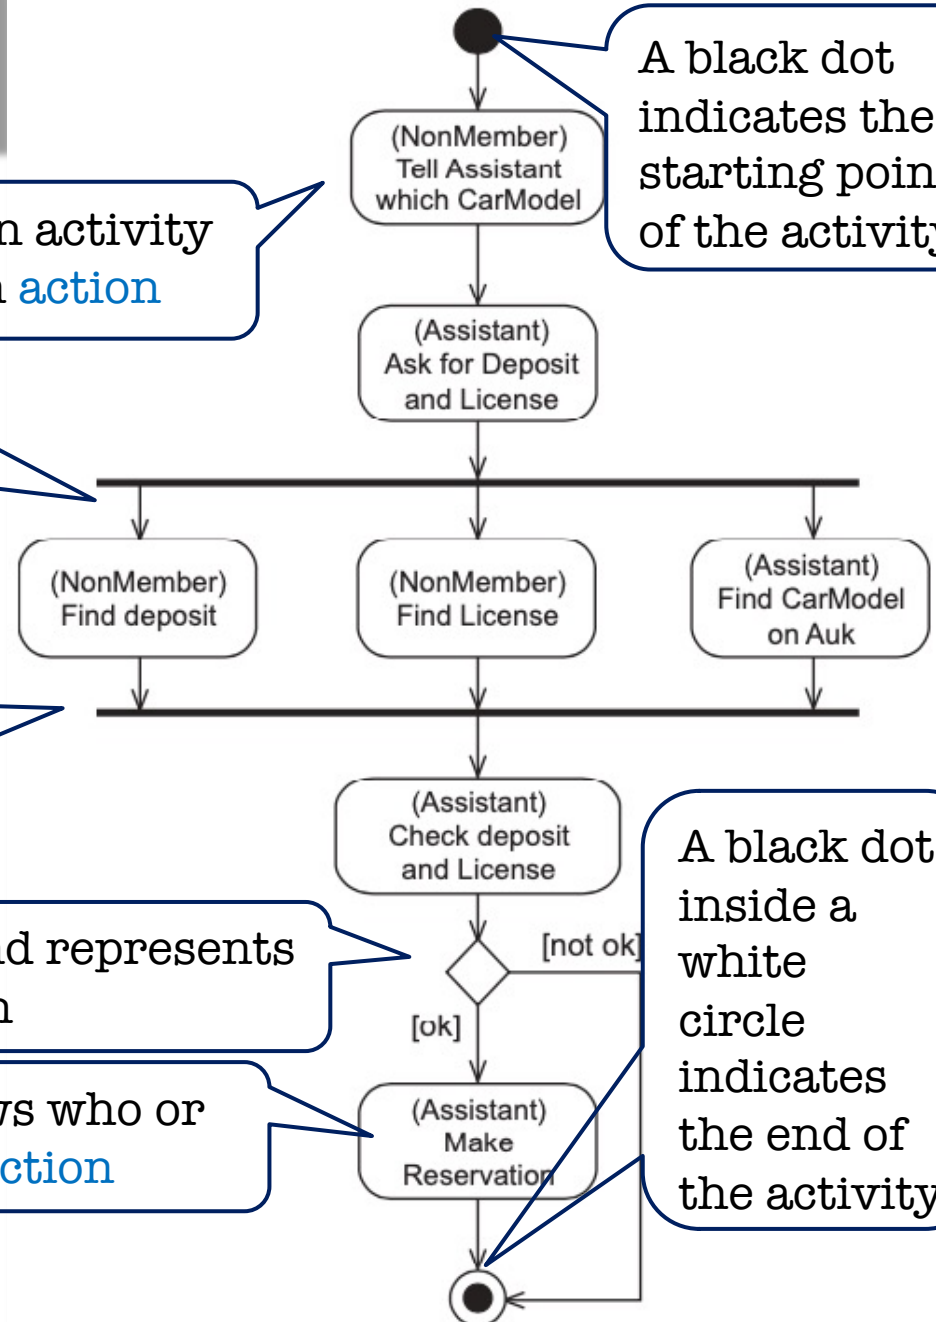 A black dot
indicates the
starting poin
of the activity
(NonMember)
Tell Assistant
which CarModel
n activity
action
(Assistant)
Ask for Deposit
and License
(NonMember)
Find deposit
(NonMember)
Find License
(Assistant)
Find CarModel
on Auk
(Assistant)
Check deposit
and License
A black dot
inside a
white
circle
indicates
the end of
the activity
nd represents
[not ok]
[ok]
ws who or
ction
(Assistant)
Make
Reservation